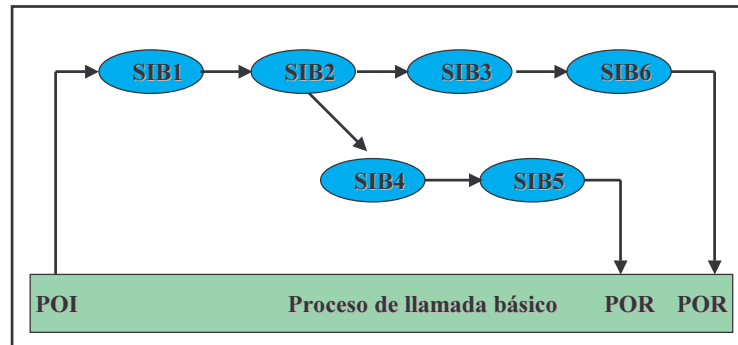 SIB1 SIB2 SIB3 SIB6
SIB4 SIB5
POI Proceso de llamada básico POR POR